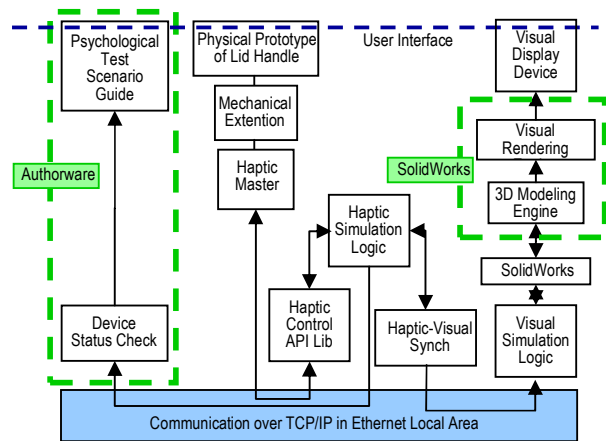 Psychological
Test
Scenario
Guide
Physical Prototype
of Lid Handle
User Interface
Visual
Display
Device
Mechanical
Extention
Visual
Rendering
Authorware
Haptic
Master
SolidWorks
3D Modeling
Engine
Haptic
Simulation
Logic
SolidWorks
Device
Status Check
Haptic
Control
API Lib
Haptic-Visual
Synch
Visual
Simulation
Logic
Communication over TCP/IP in Ethernet Local Area